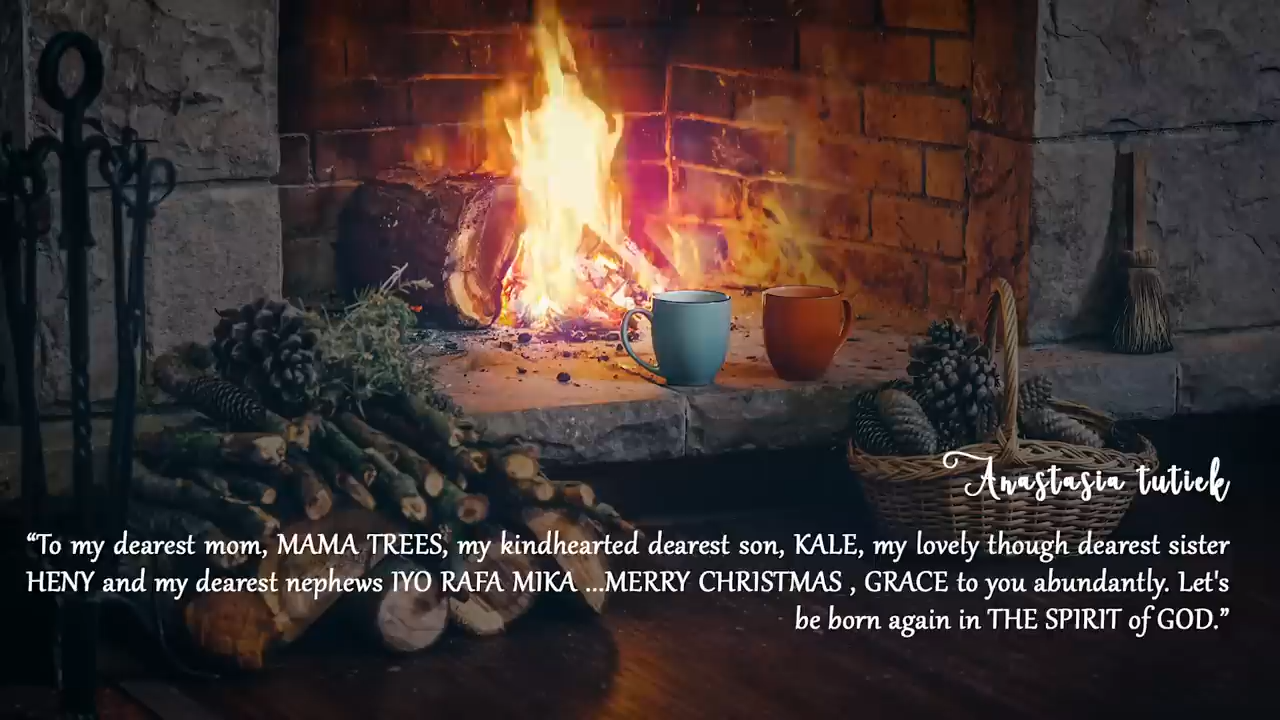 Anastasia tutiek
“To my dearest mom, MAMA TREES, my kindhearted dearest son, KALE, my lovely though dearest sister
HENY and my dearest nephews IYO RAFA MIKA ...MERRY CHRISTMAS , GRACE to you abundantly. Let's
be born again in THE SPIRIT of GOD.”